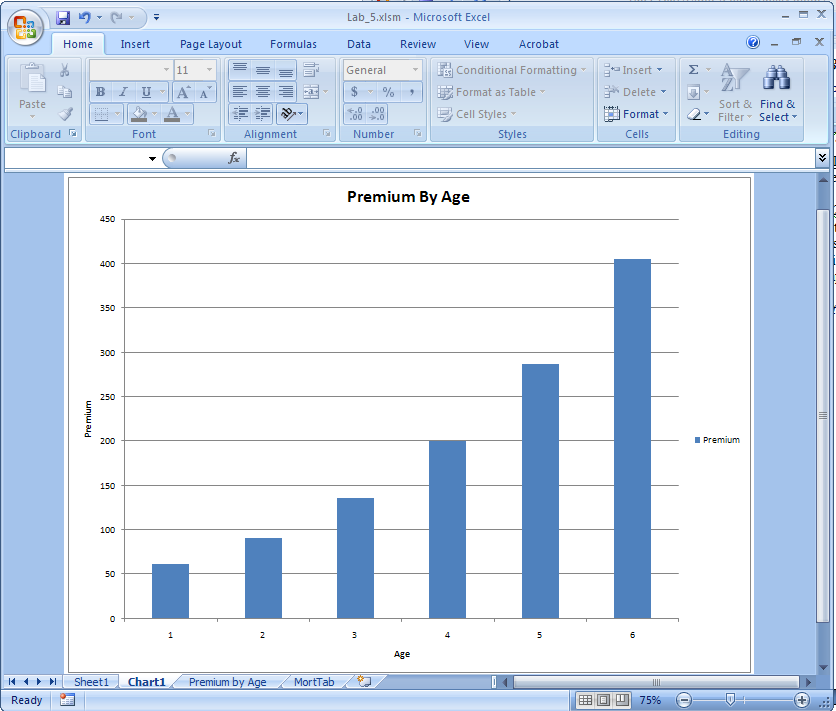 Lab_5.xlsm - Microsoft Excel
Home Insert Page Layout Formulas Data Review View Acrobat
Paste
Clipboard
11
B I U A A
A
Font
Alignment
General
$ % ,
.00 .0
.00
Number
Conditional Formatting
Format as Table
Cell Styles
Styles
Insert
Delete
Format
Cells
Σ
Sort & Filter
Find & Select
Editing
fx
Premium By Age
450
400
350
300
250
200
150
100
50
0
Premium
1 2 3 4 5 6
Age
Premium
Sheet1 Chart1 Premium by Age MortTab
Ready 75%